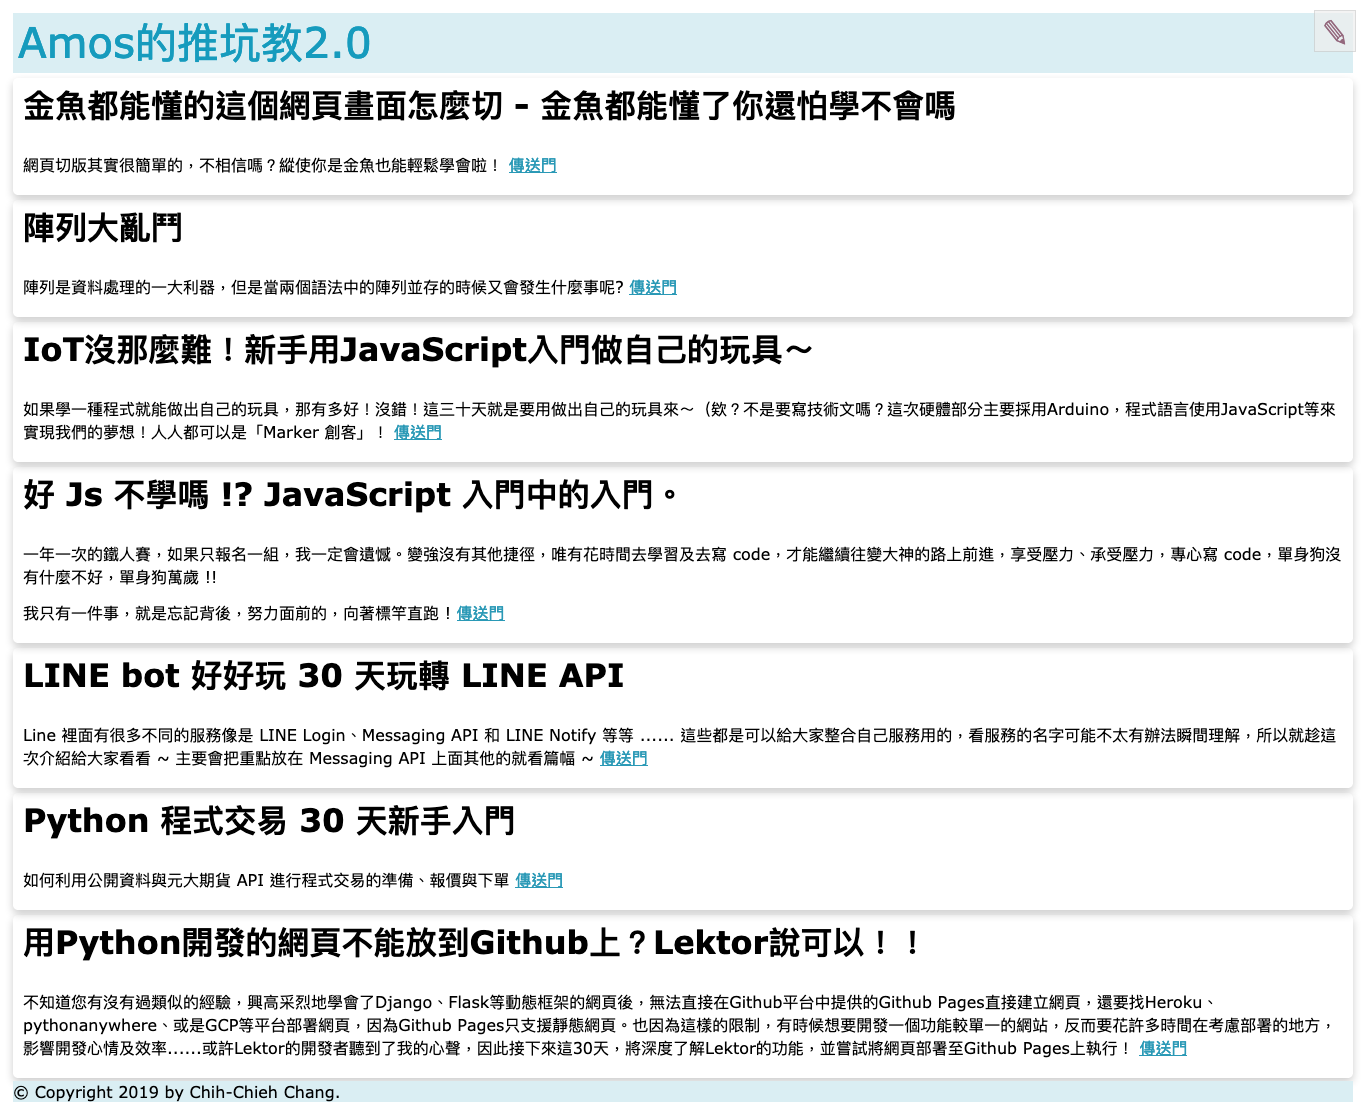 Amos的推坑教2.0
金魚都能懂的這個網頁畫面怎麼切 - 金魚都能懂了你還怕學不會嗎
網頁切版其實很簡單的，不相信嗎？縱使你是金魚也能輕鬆學會啦！ 傳送門
陣列大亂鬥
陣列是資料處理的一大利器，但是當兩個語法中的陣列並存的時候又會發生什麼事呢? 傳送門
IoT沒那麼難！新手用JavaScript入門做自己的玩具～
如果學一種程式就能做出自己的玩具，那有多好！沒錯！這三十天就是要用做出自己的玩具來～（欸？不是要寫技術文嗎？這次硬體部分主要採用Arduino，程式語言使用JavaScript等來
實現我們的夢想！人人都可以是「Marker 創客」！ 傳送門
好 Js 不學嗎 !? JavaScript 入門中的入門。
一年一次的鐵人賽，如果只報名一組，我一定會遺憾。變強沒有其他捷徑，唯有花時間去學習及去寫 code，才能繼續往變大神的路上前進，享受壓力、承受壓力，專心寫 code，單身狗沒
有什麼不好，單身狗萬歲 !!
我只有一件事，就是忘記背後，努力面前的，向著標竿直跑！傳送門
LINE bot 好好玩 30 天玩轉 LINE API
Line 裡面有很多不同的服務像是 LINE Login、Messaging API 和 LINE Notify 等等 ...... 這些都是可以給大家整合自己服務用的，看服務的名字可能不太有辦法瞬間理解，所以就趁這
次介紹給大家看看 ~ 主要會把重點放在 Messaging API 上面其他的就看篇幅 ~ 傳送門
Python 程式交易 30 天新手入門
如何利用公開資料與元大期貨 API 進行程式交易的準備、報價與下單 傳送門
用Python開發的網頁不能放到Github上？Lektor說可以！！
不知道您有沒有過類似的經驗，興高采烈地學會了Django、Flask等動態框架的網頁後，無法直接在Github平台中提供的Github Pages直接建立網頁，還要找Heroku、
pythonanywhere、或是GCP等平台部署網頁，因為Github Pages只支援靜態網頁。也因為這樣的限制，有時候想要開發一個功能較單一的網站，反而要花許多時間在考慮部署的地方，
影響開發心情及效率......或許Lektor的開發者聽到了我的心聲，因此接下來這30天，將深度了解Lektor的功能，並嘗試將網頁部署至Github Pages上執行！ 傳送門
© Copyright 2019 by Chih-Chieh Chang.